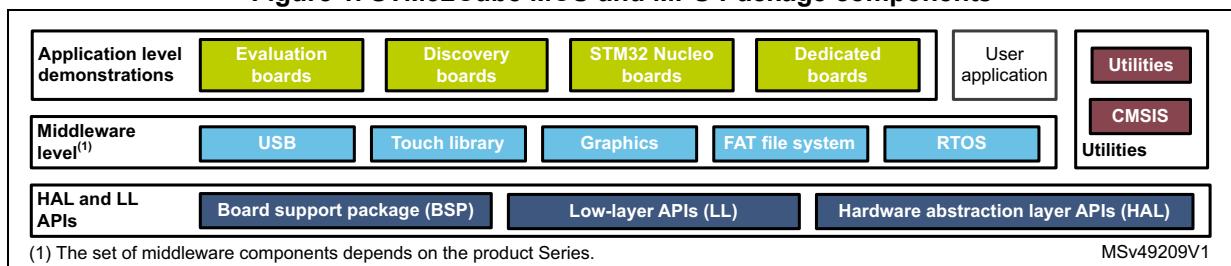 Application level
demonstrations
Evaluation
boards
Discovery
boards
STM32 Nucleo
boards
Dedicated
boards
User
application
Utilities
CMSIS
Utilities
Middleware
level(1)
USB
Touch library
Graphics
FAT file system
RTOS
HAL and LL
APIs
Board support package (BSP)
Low-layer APIs (LL)
Hardware abstraction layer APIs (HAL)
(1) The set of middleware components depends on the product Series.
MSv49209V1